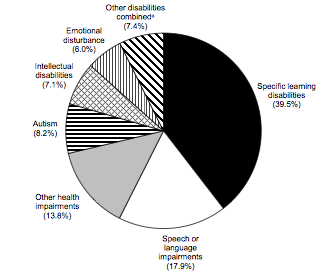 Other disabilities
combinedᵃ
(7.4%)
Emotional
disturbance
(6.0%)
Intellectual
disabilities
(7.1%)
Autism
(8.2%)
Other health
impairments
(13.8%)
Speech or
language
impairments
(17.9%)
Specific learning
disabilities
(39.5%)